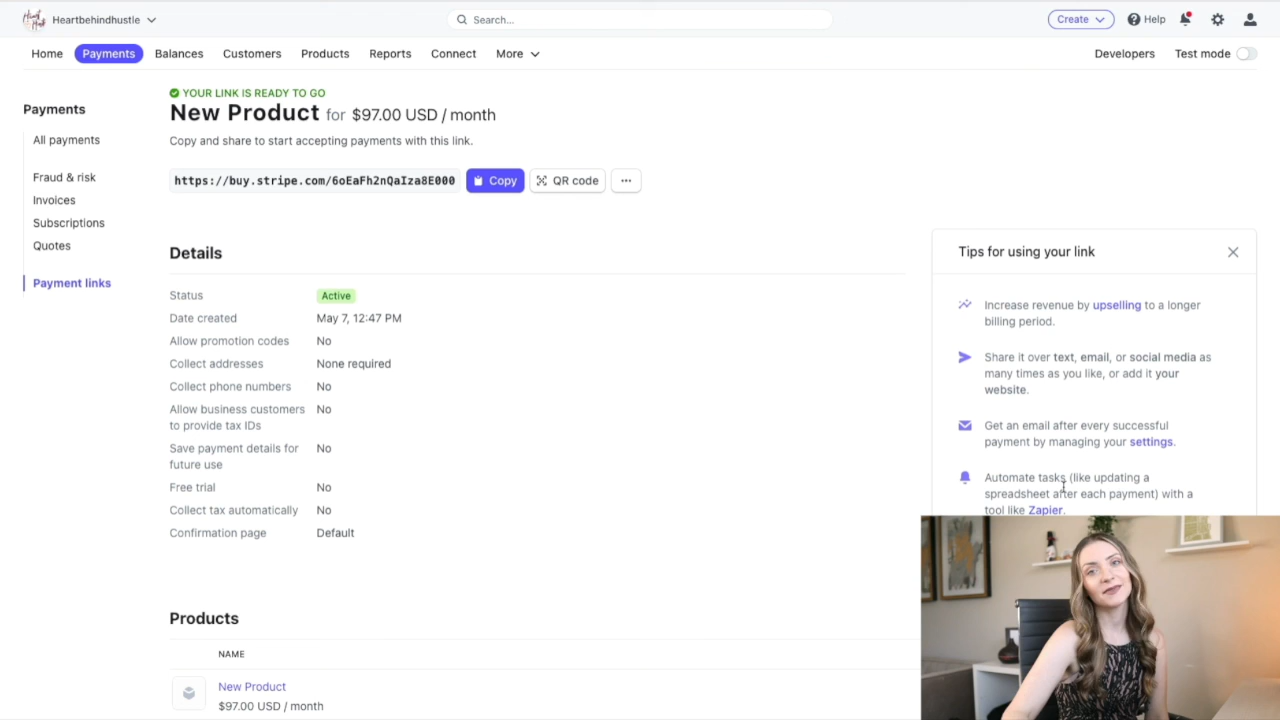 Heartbehindhustle
Search...
Create
Help
Home
Payments
Balances
Customers
Products
Reports
Connect
More
Developers
Test mode
Payments
All payments
Fraud & risk
Invoices
Subscriptions
Quotes
Payment links
YOUR LINK IS READY TO GO
New Product for $97.00 USD / month
Copy and share to start accepting payments with this link.
https://buy.stripe.com/6oEaFh2nQaIza8E000
Copy
QR code
...
Details
Status Active
Date created May 7, 12:47 PM
Allow promotion codes No
Collect addresses None required
Collect phone numbers No
Allow business customers No
to provide tax IDs
Save payment details for No
future use
Free trial No
Collect tax automatically No
Confirmation page Default
Products
NAME
New Product
$97.00 USD / month
Tips for using your link
Increase revenue by upselling to a longer
billing period.
Share it over text, email, or social media as
many times as you like, or add it your
website.
Get an email after every successful
payment by managing your settings.
Automate tasks (like updating a
spreadsheet after each payment) with a
tool like Zapier.